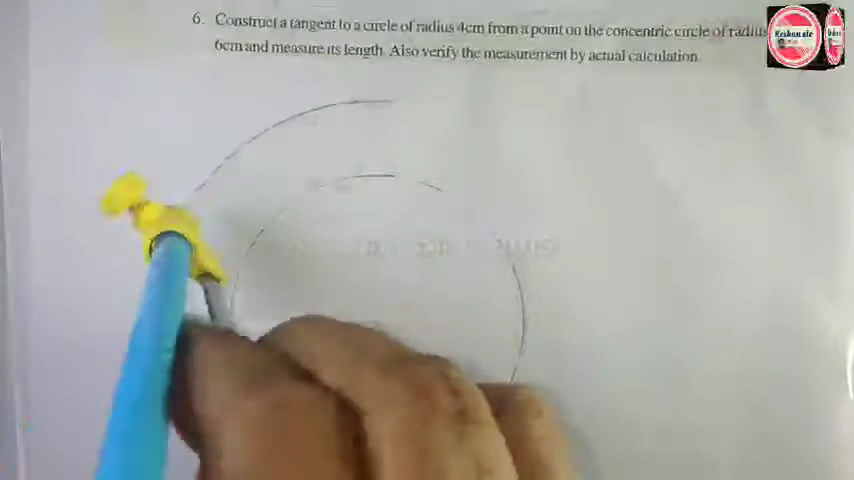 6. Construct a tangent to a circle of radius 4cm from a point on the concentric circle of radius
6cm and measure its length. Also verify the measurement by actual calculation.